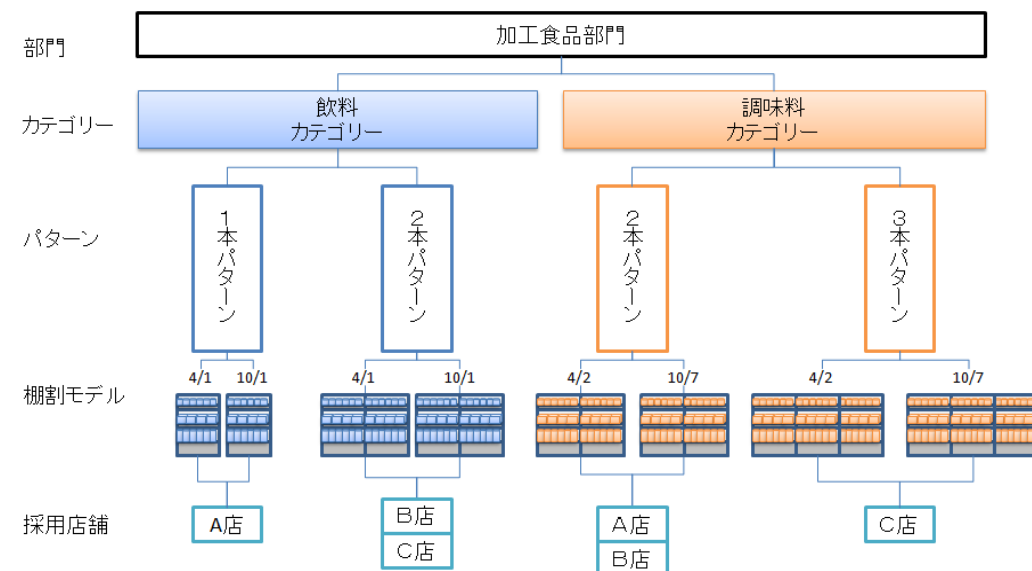 部門
加工食品部門
カテゴリー
飲料
カテゴリー
調味料
カテゴリー
パターン
1本パターン
2本パターン
2本パターン
3本パターン
棚割モデル
4/1
10/1
4/1
10/1
4/2
10/7
4/2
10/7
採用店舗
A店
B店
C店
A店
B店
C店